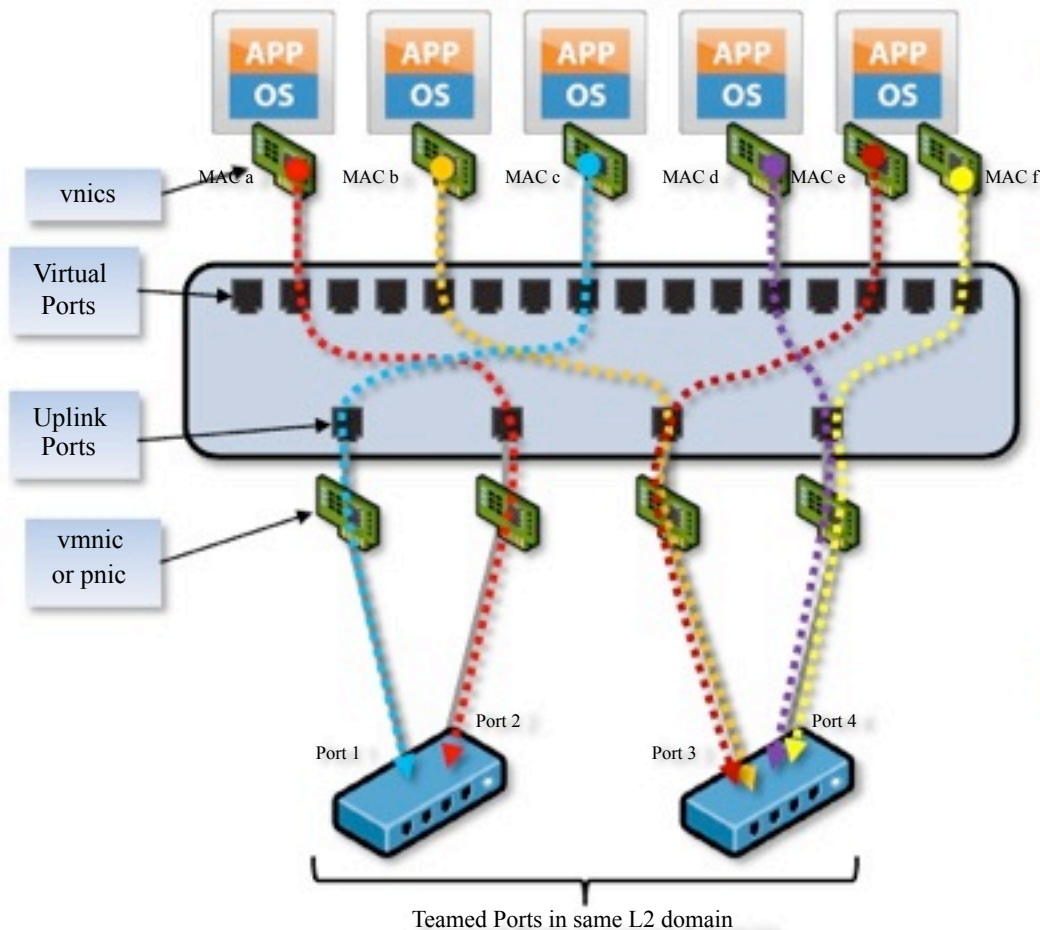 APP
OS
APP
OS
APP
OS
APP
OS
APP
OS
vnics
MAC a
MAC b
MAC c
MAC d
MAC e
MAC f
Virtual
Ports
Uplink
Ports
vmnic
or pnic
Port 1
Port 2
Port 3
Port 4
Teamed Ports in same L2 domain